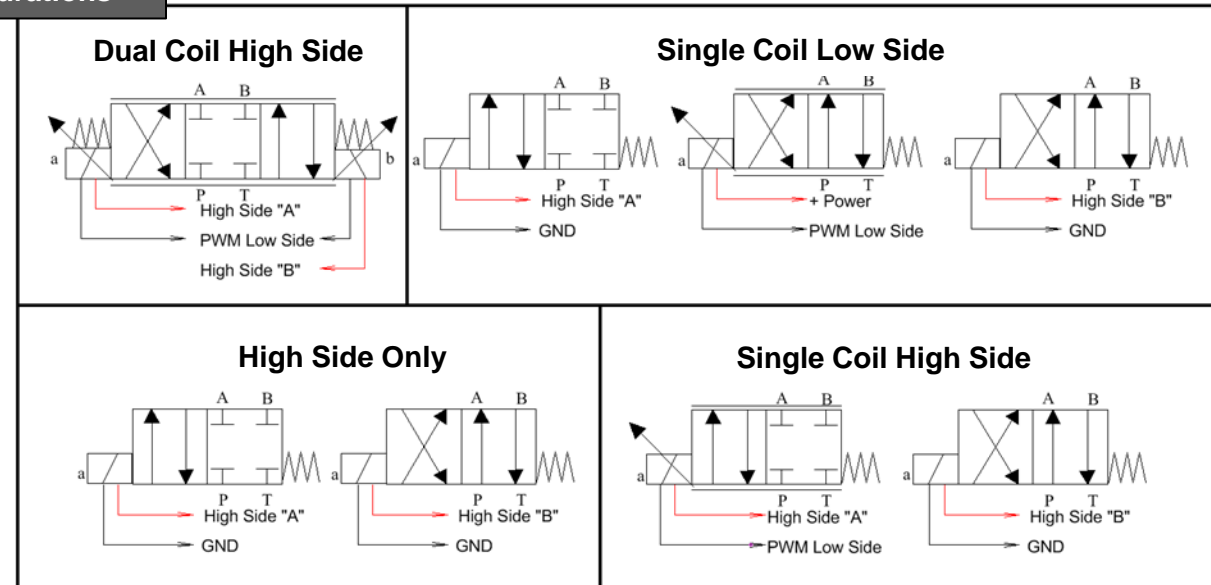 Dual Coil High Side
A B
a b
P T
High Side "A"
PWM Low Side
High Side "B"
Single Coil Low Side
A B
a
P T
High Side "A"
GND
A B
a
P T
+ Power
PWM Low Side
A B
a
P T
High Side "B"
GND
High Side Only
A B
a
P T
High Side "A"
GND
A B
a
P T
High Side "B"
GND
Single Coil High Side
A B
a
P T
High Side "A"
PWM Low Side
A B
a
P T
High Side "B"
GND